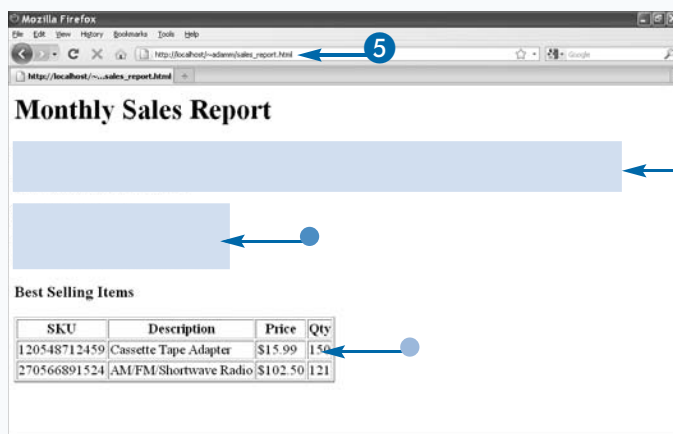 Mozilla Firefox
File Edit View History Bookmarks Tools Help
http://localhost/~adamm/sales_report.html
5
Google
http://localhost/~...sales_report.html
Monthly Sales Report
Best Selling Items
SKU Description Price Qty
120548712459 Cassette Tape Adapter $15.99 150
270566891524 AM/FM/Shortwave Radio $102.50 121